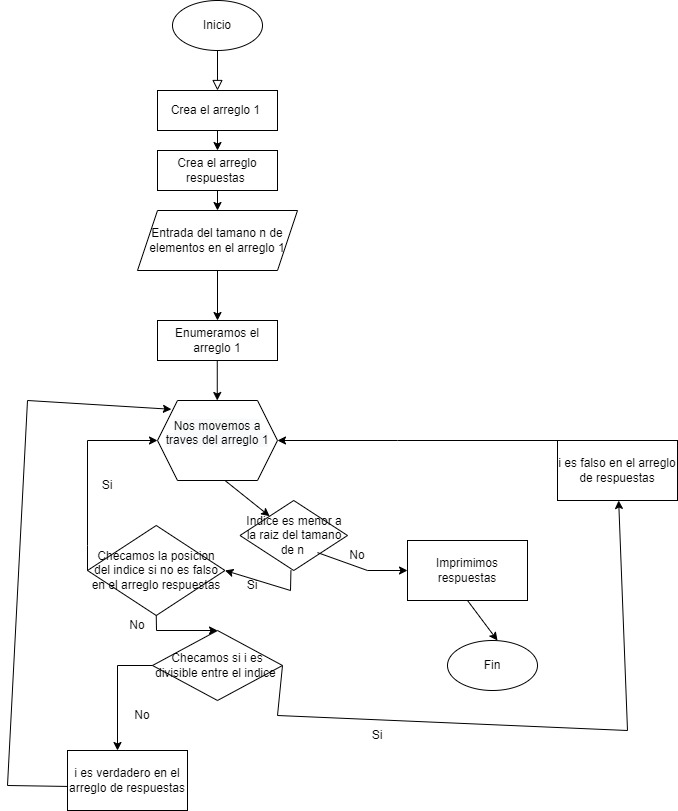 Inicio
Crea el arreglo 1
Crea el arreglo
respuestas
Entrada del tamano n de
elementos en el arreglo 1
Enumeramos el
arreglo 1
Nos movemos a
traves del arreglo 1
i es falso en el arreglo
de respuestas
Si
Indice es menor a
la raiz del tamano
de n
No
Imprimimos
respuestas
Checamos la posicion
del indice si no es falso
en el arreglo respuestas
Si
No
Checamos si i es
divisible entre el indice
Fin
No
Si
i es verdadero en el
arreglo de respuestas